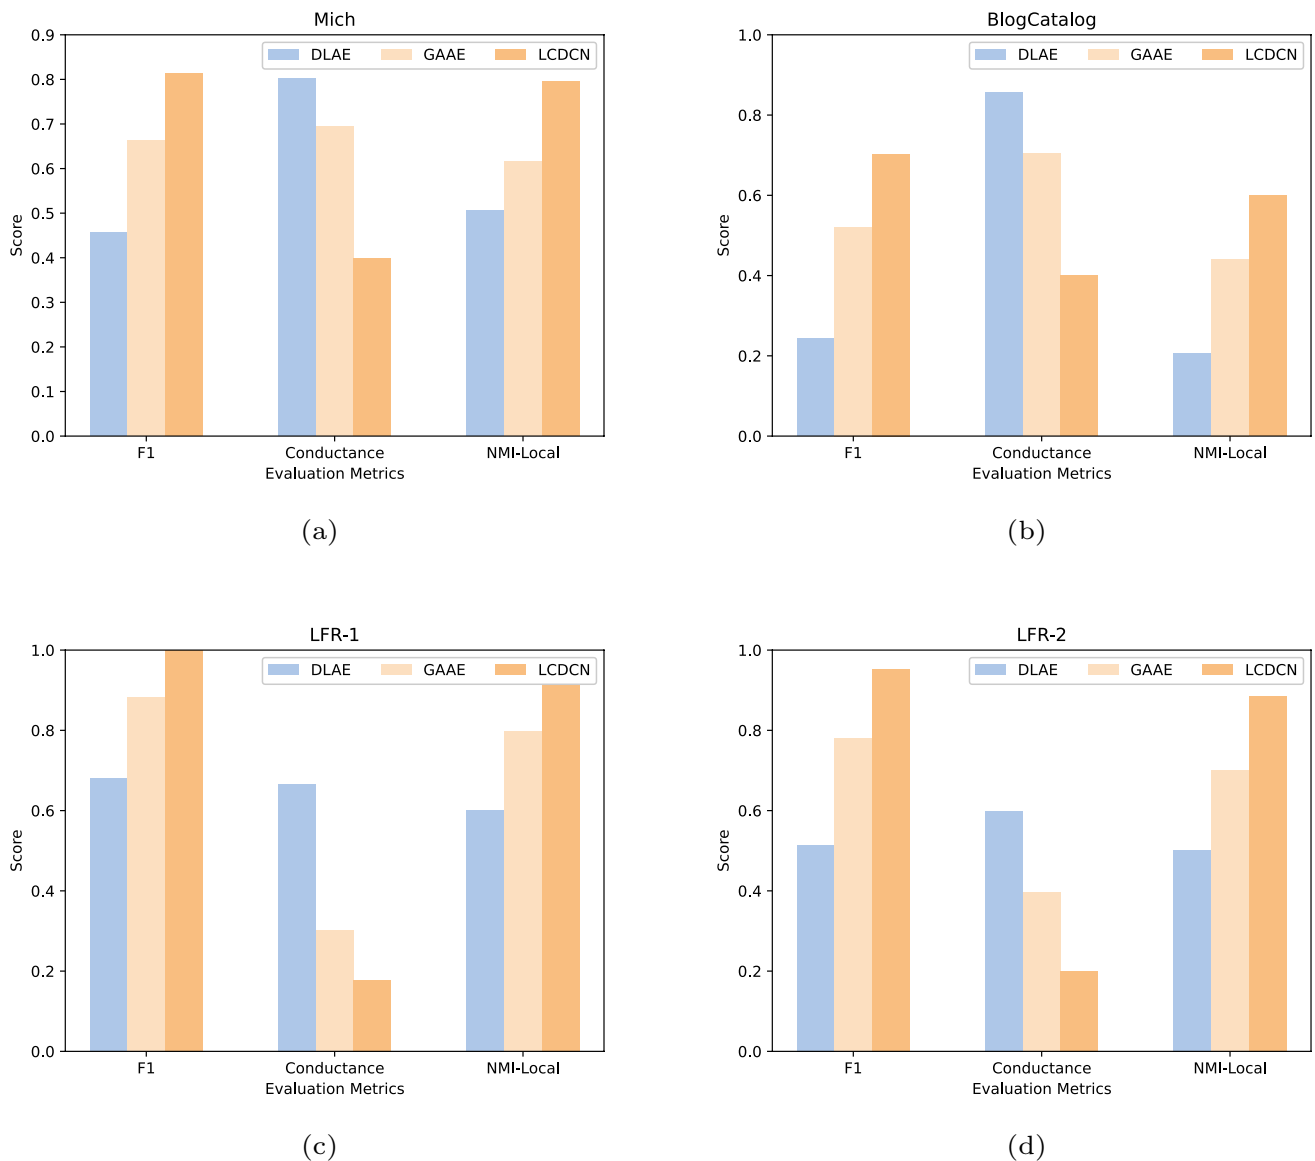 Mich
DLAE GAAE LCDCN
0.9
0.8
0.7
0.6
0.5
0.4
0.3
0.2
0.1
0.0
Score
F1 Conductance NMI-Local
Evaluation Metrics
(a)
BlogCatalog
DLAE GAAE LCDCN
1.0
0.8
0.6
0.4
0.2
0.0
Score
F1 Conductance NMI-Local
Evaluation Metrics
(b)
LFR-1
DLAE GAAE LCDCN
1.0
0.8
0.6
0.4
0.2
0.0
Score
F1 Conductance NMI-Local
Evaluation Metrics
(c)
LFR-2
DLAE GAAE LCDCN
1.0
0.8
0.6
0.4
0.2
0.0
Score
F1 Conductance NMI-Local
Evaluation Metrics
(d)